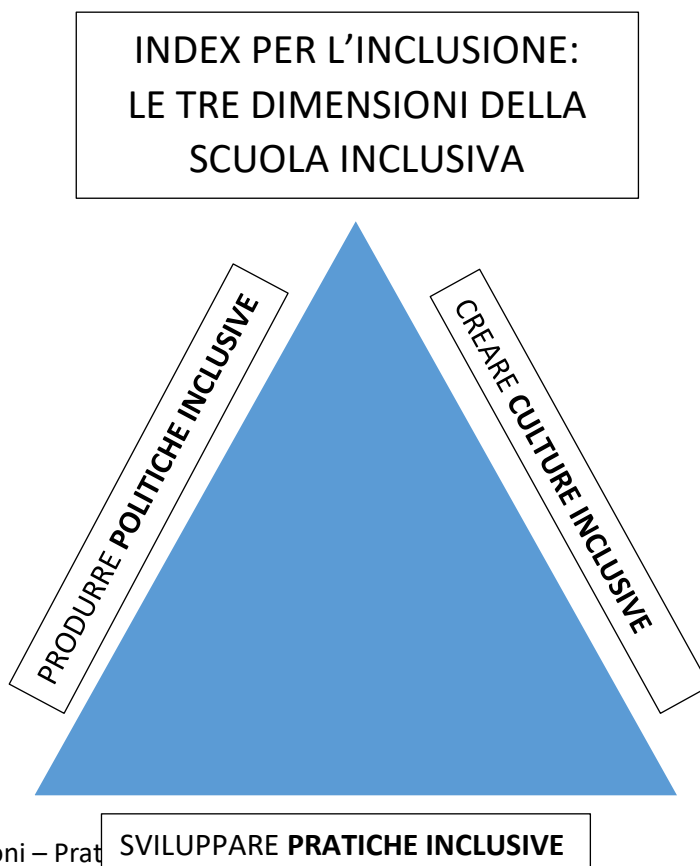 INDEX PER L’INCLUSIONE:
LE TRE DIMENSIONI DELLA
SCUOLA INCLUSIVA
PRODURRE POLITICHE INCLUSIVE
CREARE CULTURE INCLUSIVE
SVILUPPARE PRATICHE INCLUSIVE